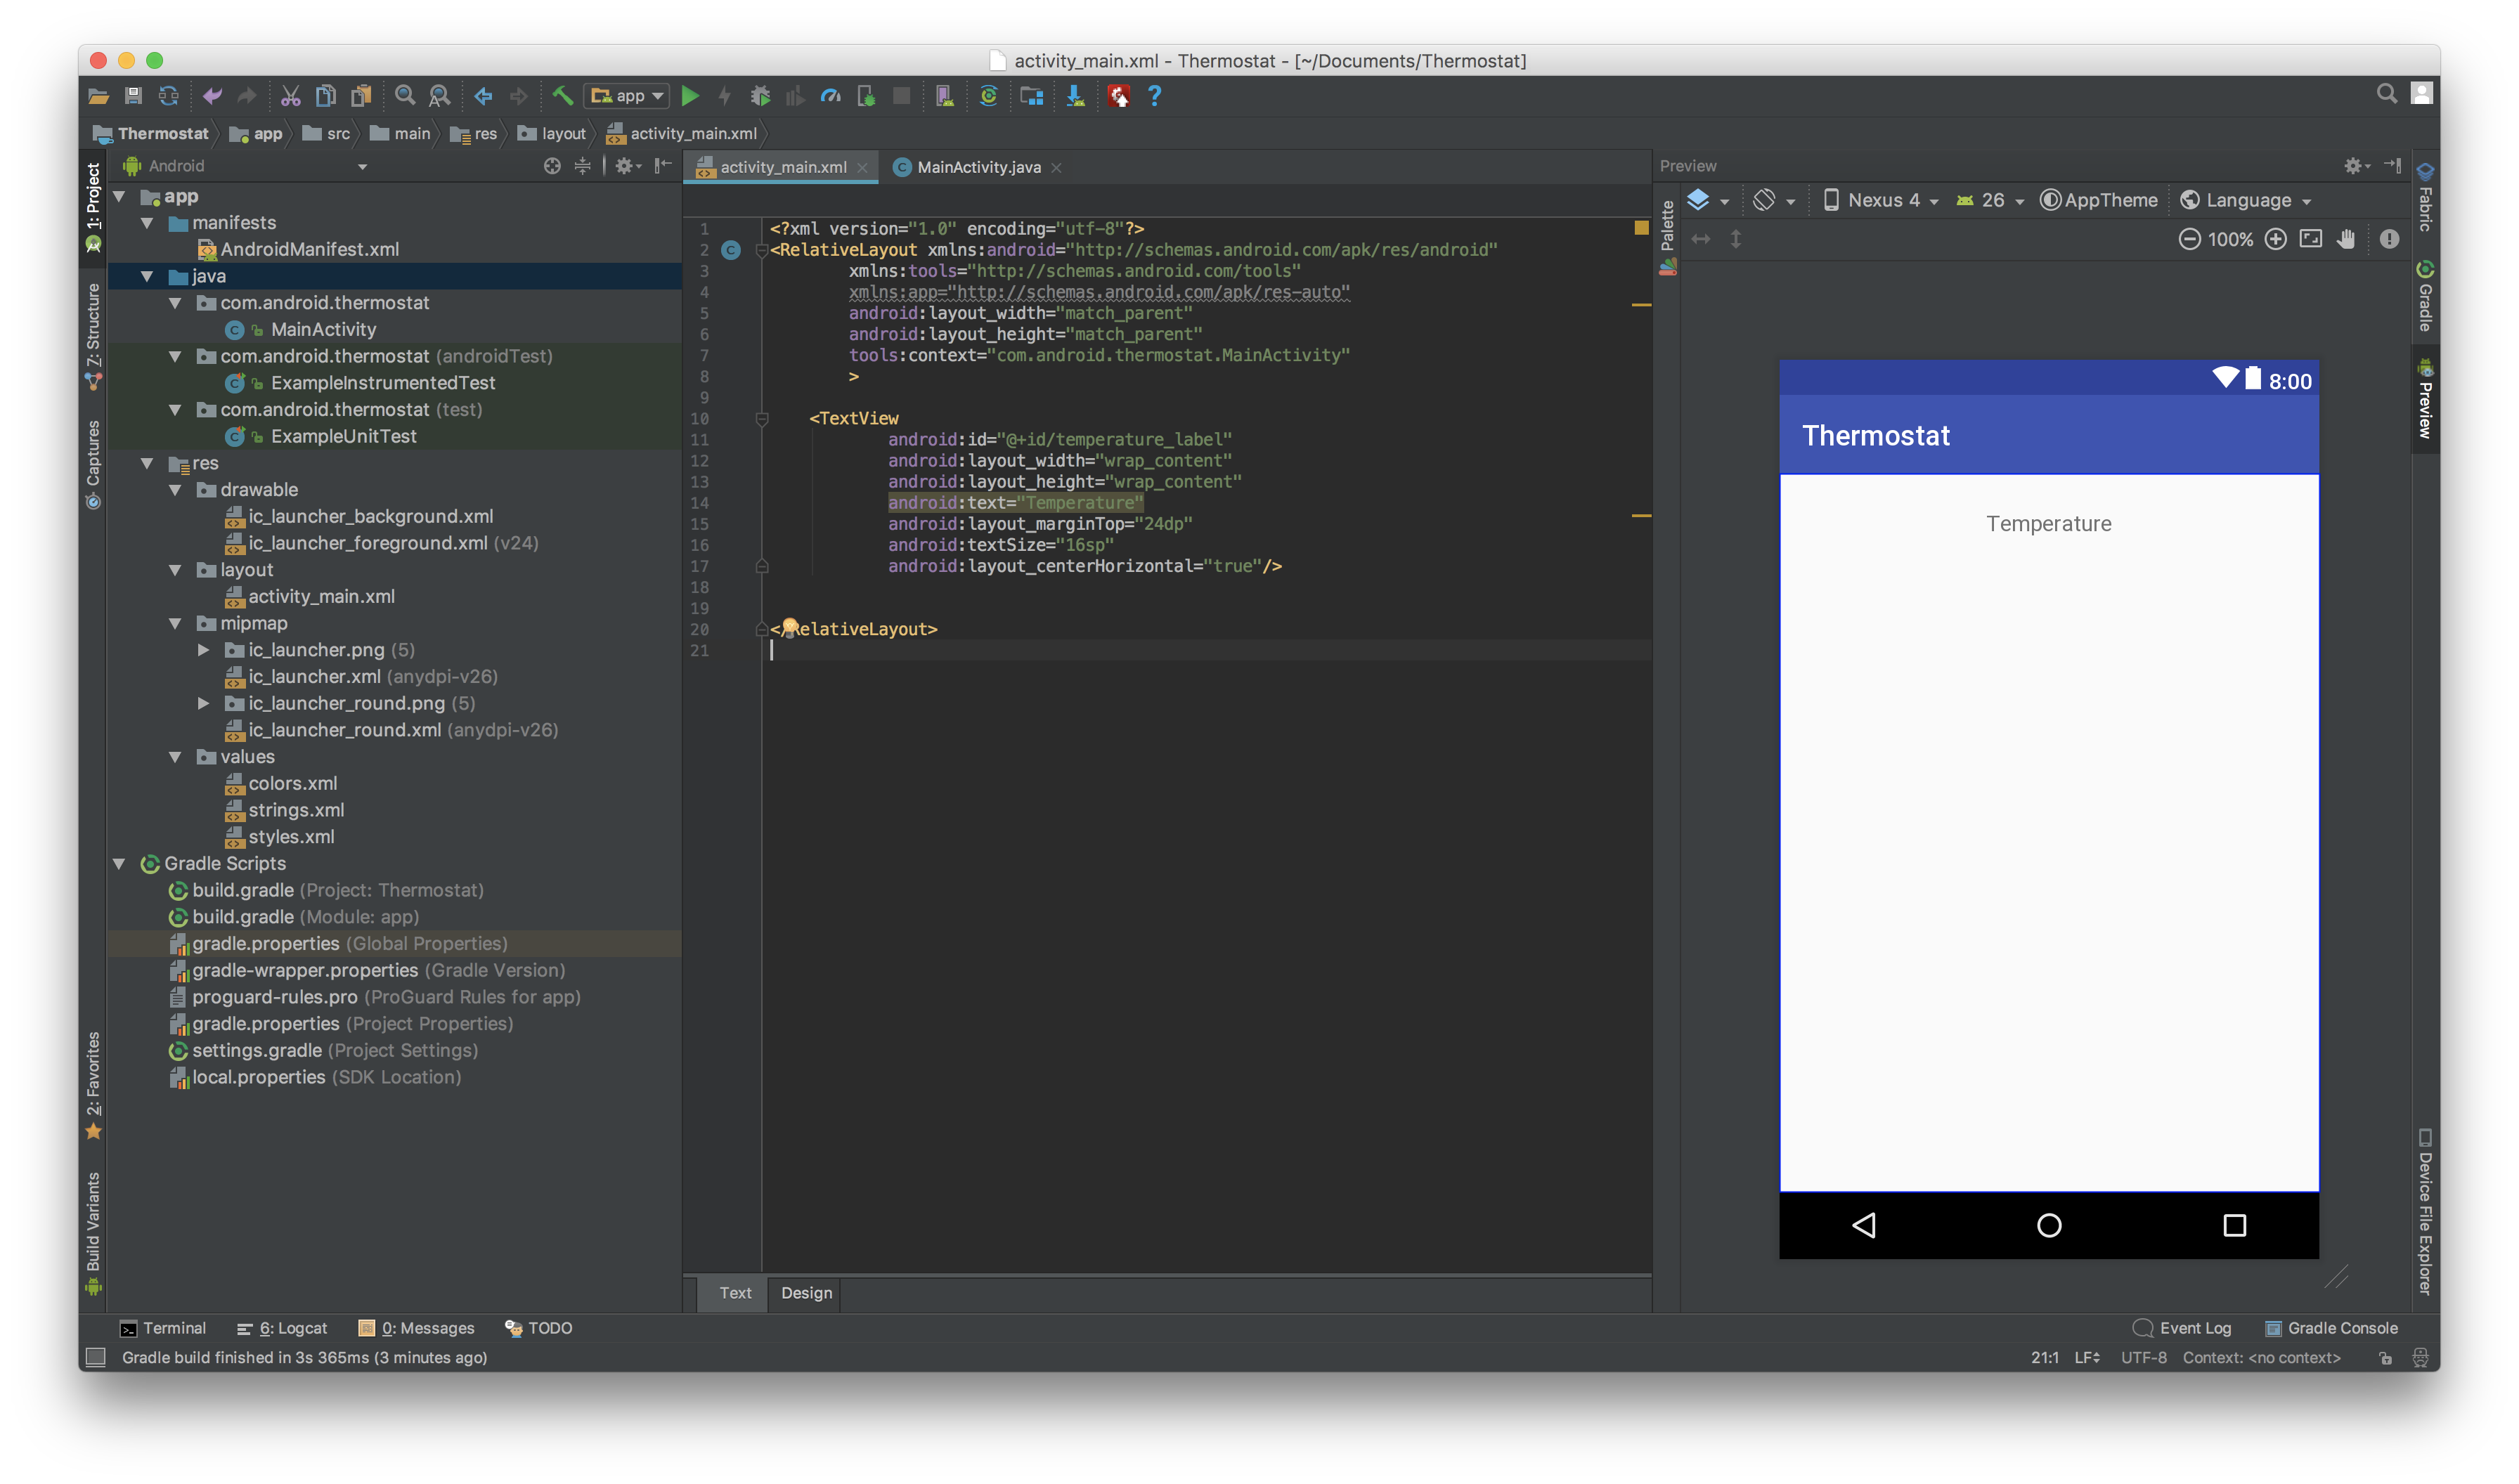 activity_main.xml - Thermostat - [~/Documents/Thermostat]
app
Thermostat app src main res layout activity_main.xml
1: Project
Z: Structure
Captures
2: Favorites
Build Variants
Android
app
manifests
AndroidManifest.xml
java
com.android.thermostat
MainActivity
com.android.thermostat (androidTest)
ExampleInstrumentedTest
com.android.thermostat (test)
ExampleUnitTest
res
drawable
ic_launcher_background.xml
ic_launcher_foreground.xml (v24)
layout
activity_main.xml
mipmap
ic_launcher.png (5)
ic_launcher.xml (anydpi-v26)
ic_launcher_round.png (5)
ic_launcher_round.xml (anydpi-v26)
values
colors.xml
strings.xml
styles.xml
Gradle Scripts
build.gradle (Project: Thermostat)
build.gradle (Module: app)
gradle.properties (Global Properties)
gradle-wrapper.properties (Gradle Version)
proguard-rules.pro (ProGuard Rules for app)
gradle.properties (Project Properties)
settings.gradle (Project Settings)
local.properties (SDK Location)
activity_main.xml MainActivity.java
1 <?xml version="1.0" encoding="utf-8"?>
2 <RelativeLayout xmlns:android="http://schemas.android.com/apk/res/android"
3 xmlns:tools="http://schemas.android.com/tools"
4 xmlns:app="http://schemas.android.com/apk/res-auto"
5 android:layout_width="match_parent"
6 android:layout_height="match_parent"
7 tools:context="com.android.thermostat.MainActivity"
8 >
9
10 <TextView
11 android:id="@+id/temperature_label"
12 android:layout_width="wrap_content"
13 android:layout_height="wrap_content"
14 android:text="Temperature"
15 android:layout_marginTop="24dp"
16 android:textSize="16sp"
17 android:layout_centerHorizontal="true"/>
18
19
20 </RelativeLayout>
21
Text Design
Preview
Palette
Nexus 4 26 AppTheme Language
100%
8:00
Thermostat
Temperature
Fabric
Gradle
Preview
Device File Explorer
Terminal 6: Logcat 0: Messages TODO Event Log Gradle Console
Gradle build finished in 3s 365ms (3 minutes ago) 21:1 LF UTF-8 Context: <no context>